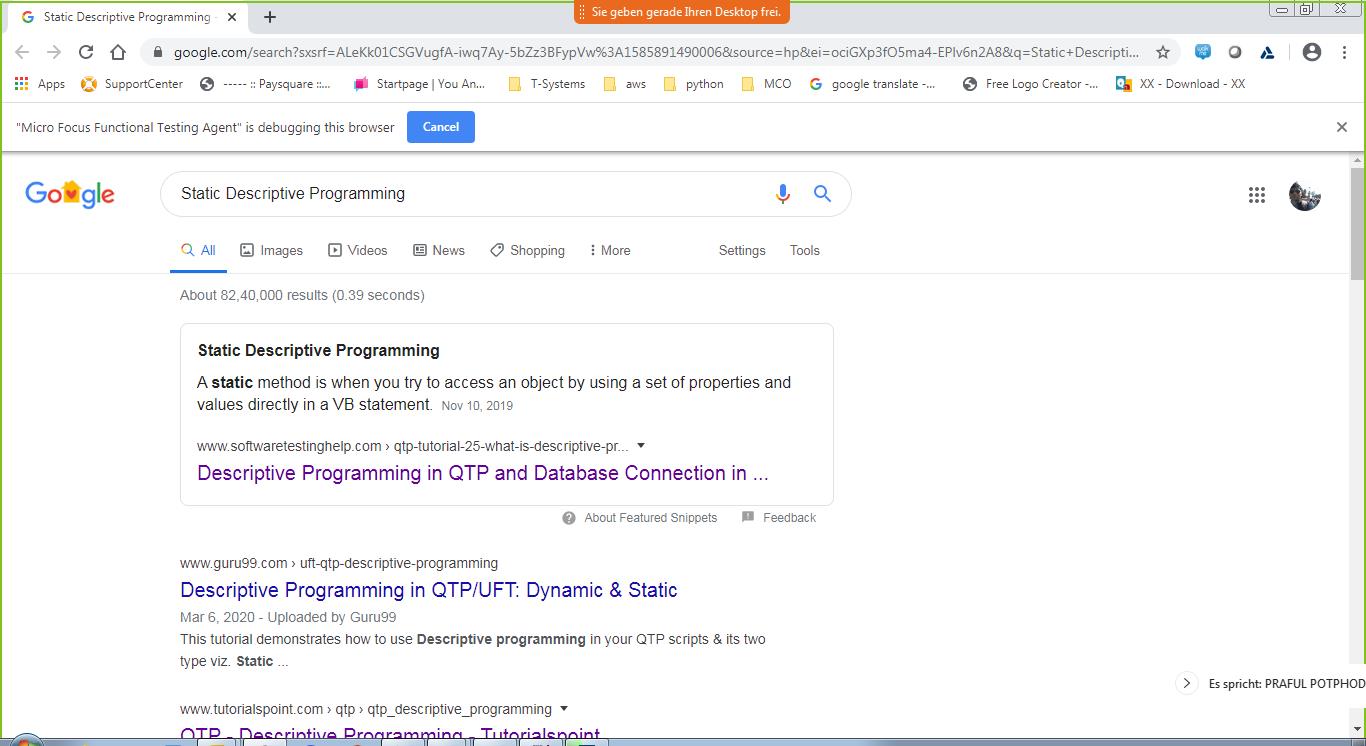 Sie geben gerade Ihren Desktop frei.
Static Descriptive Programming -
google.com/search?sxsrf=ALeKk01CSGVugfA-iwq7Ay-5bZz3BFypVw%3A1585891490006&source=hp&ei=ociGXp3fO5ma4-EPlv6n2A8&q=Static+Descripti...
Apps SupportCenter ----- :: Paysquare ::... Startpage | You An... T-Systems aws python MCO google translate -... Free Logo Creator -... XX - Download - XX
"Micro Focus Functional Testing Agent" is debugging this browser Cancel
Google Static Descriptive Programming
All Images Videos News Shopping More Settings Tools
About 82,40,000 results (0.39 seconds)
Static Descriptive Programming
A static method is when you try to access an object by using a set of properties and
values directly in a VB statement. Nov 10, 2019
www.softwaretestinghelp.com › qtp-tutorial-25-what-is-descriptive-pr...
Descriptive Programming in QTP and Database Connection in ...
About Featured Snippets Feedback
www.guru99.com › uft-qtp-descriptive-programming
Descriptive Programming in QTP/UFT: Dynamic & Static
Mar 6, 2020 - Uploaded by Guru99
This tutorial demonstrates how to use Descriptive programming in your QTP scripts & its two
type viz. Static ...
Es spricht: PRAFUL POTPHOD
www.tutorialspoint.com › qtp › qtp_descriptive_programming
QTP - Descriptive Programming - Tutorialspoint